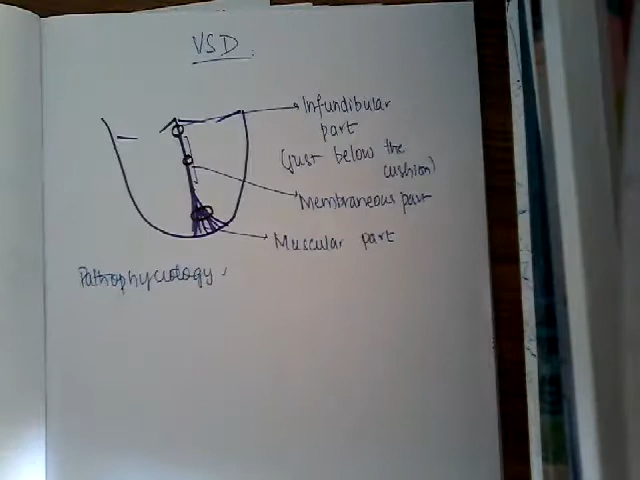 VSD
Infundibular
part
(just below the
cushion)
Membraneous part
Muscular part
Pathophysiology